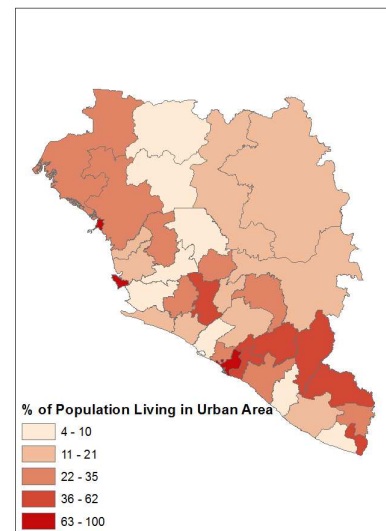 % of Population Living in Urban Area
4 - 10
11 - 21
22 - 35
36 - 62
63 - 100